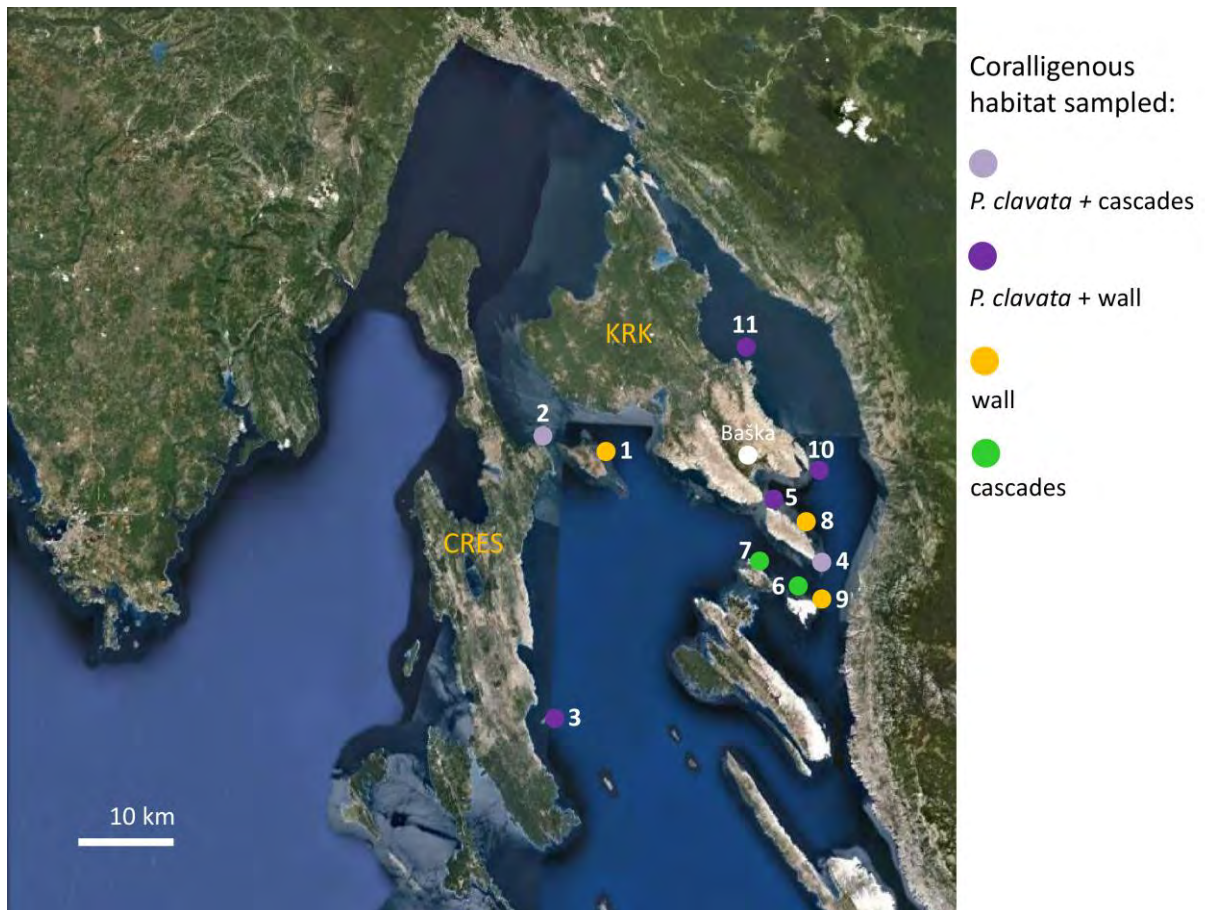 Coralligenous
habitat sampled:
P. clavata + cascades
P. clavata + wall
wall
cascades
KRK
11
2
1
Baška
10
5
8
CRES
7
4
6
9
3
10 km